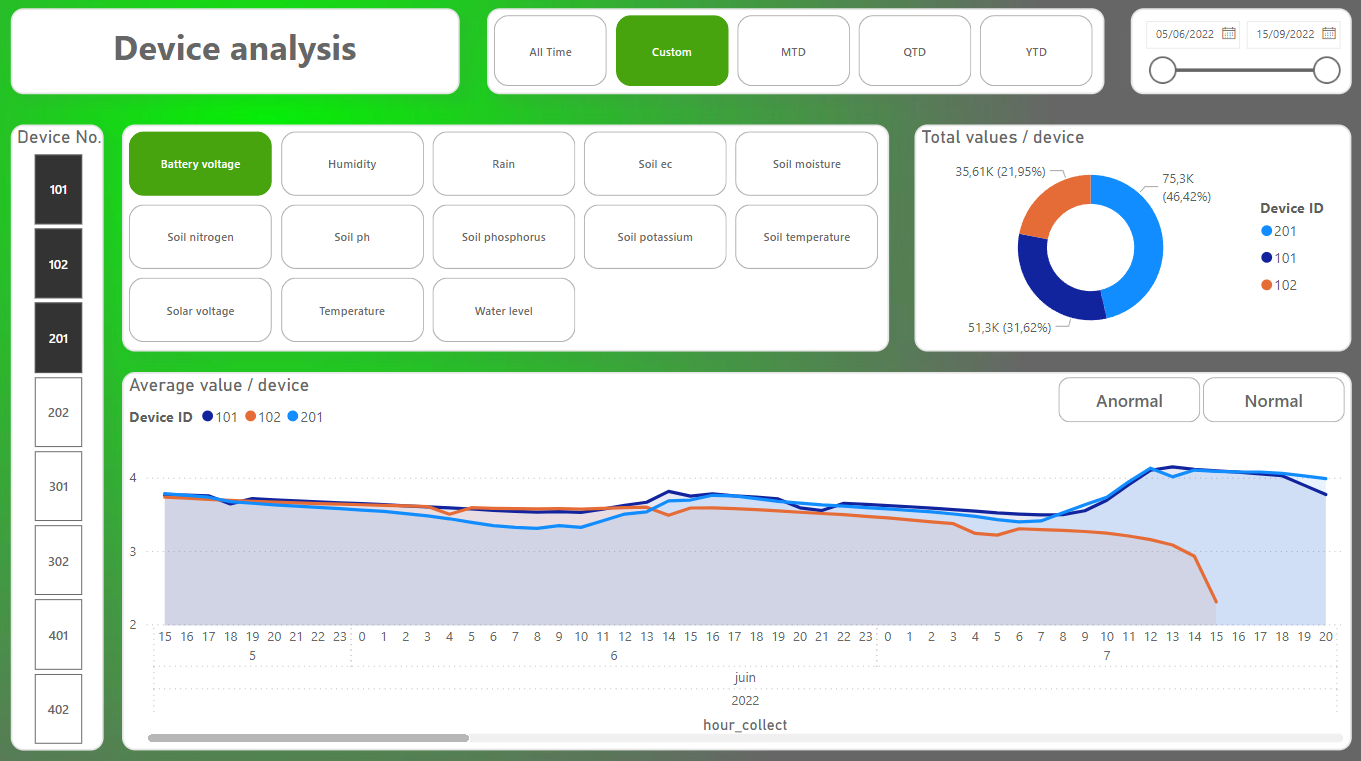 Device analysis
All Time
Custom
MTD
QTD
YTD
05/06/2022
15/09/2022
Device No.
101
102
201
202
301
302
401
402
Battery voltage
Humidity
Rain
Soil ec
Soil moisture
Soil nitrogen
Soil ph
Soil phosphorus
Soil potassium
Soil temperature
Solar voltage
Temperature
Water level
Total values / device
35,61K (21,95%)
75,3K
(46,42%)
51,3K (31,62%)
Device ID
201
101
102
Average value / device
Anormal
Normal
Device ID 101 102 201
4
3
2
15 16 17 18 19 20 21 22 23 0 1 2 3 4 5 6 7 8 9 10 11 12 13 14 15 16 17 18 19 20 21 22 23 0 1 2 3 4 5 6 7 8 9 10 11 12 13 14 15 16 17 18 19 20
5 6 7
juin
2022
hour_collect